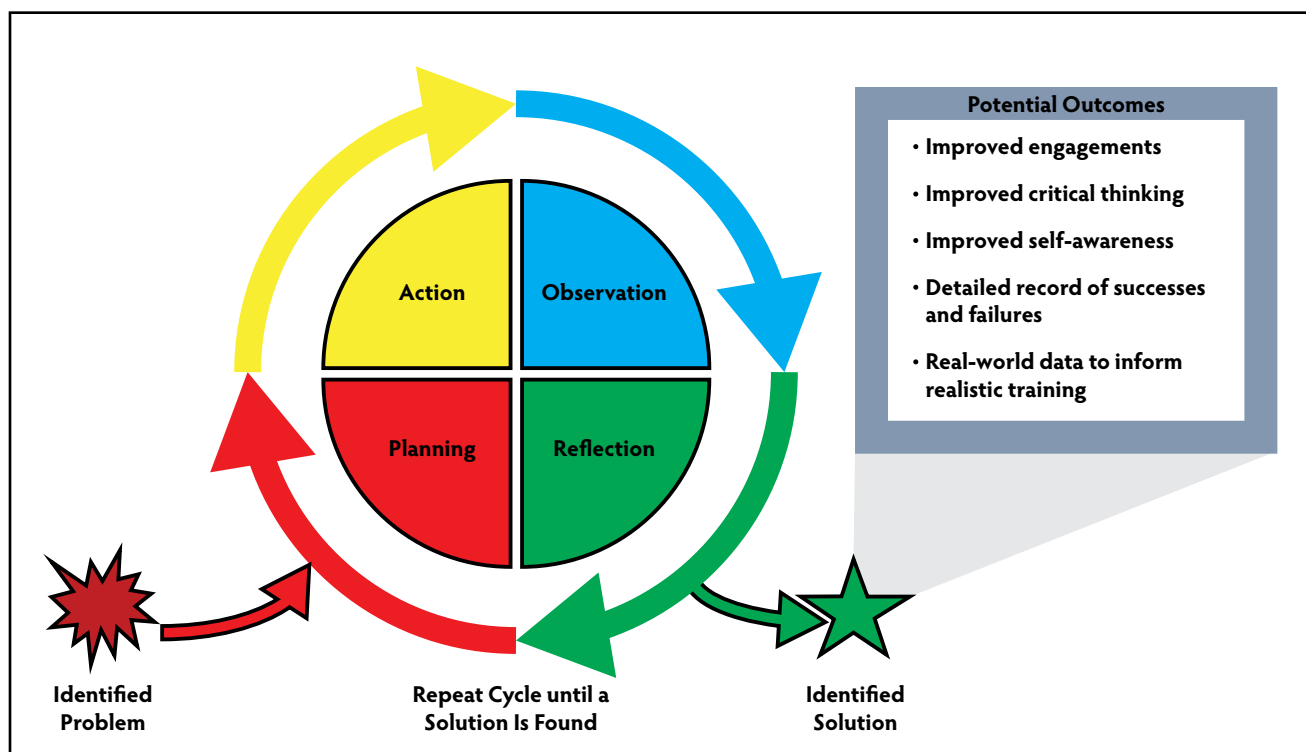 Potential Outcomes
• Improved engagements
• Improved critical thinking
• Improved self-awareness
• Detailed record of successes
and failures
• Real-world data to inform
realistic training
Action
Observation
Planning
Reflection
Identified
Problem
Repeat Cycle until a
Solution Is Found
Identified
Solution